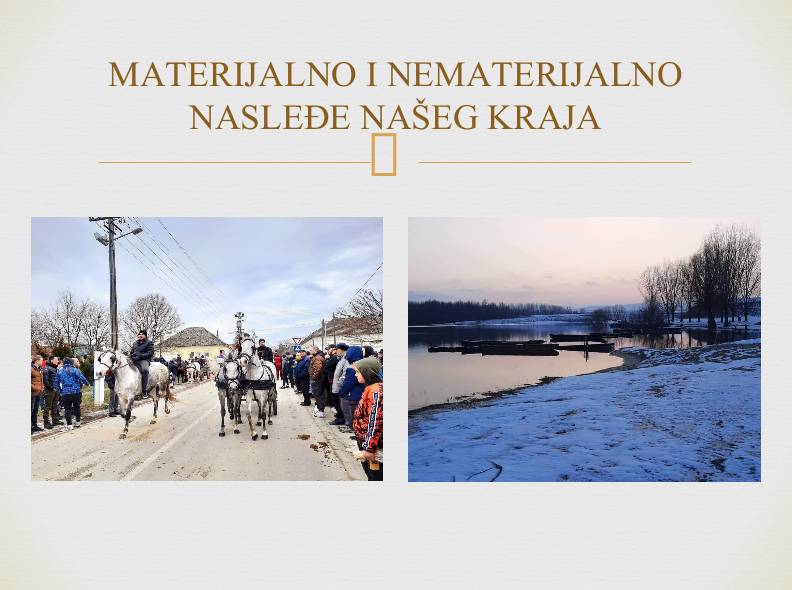 MATERIJALNO I NEMATERIJALNO
NASLEĐE NAŠEG KRAJA